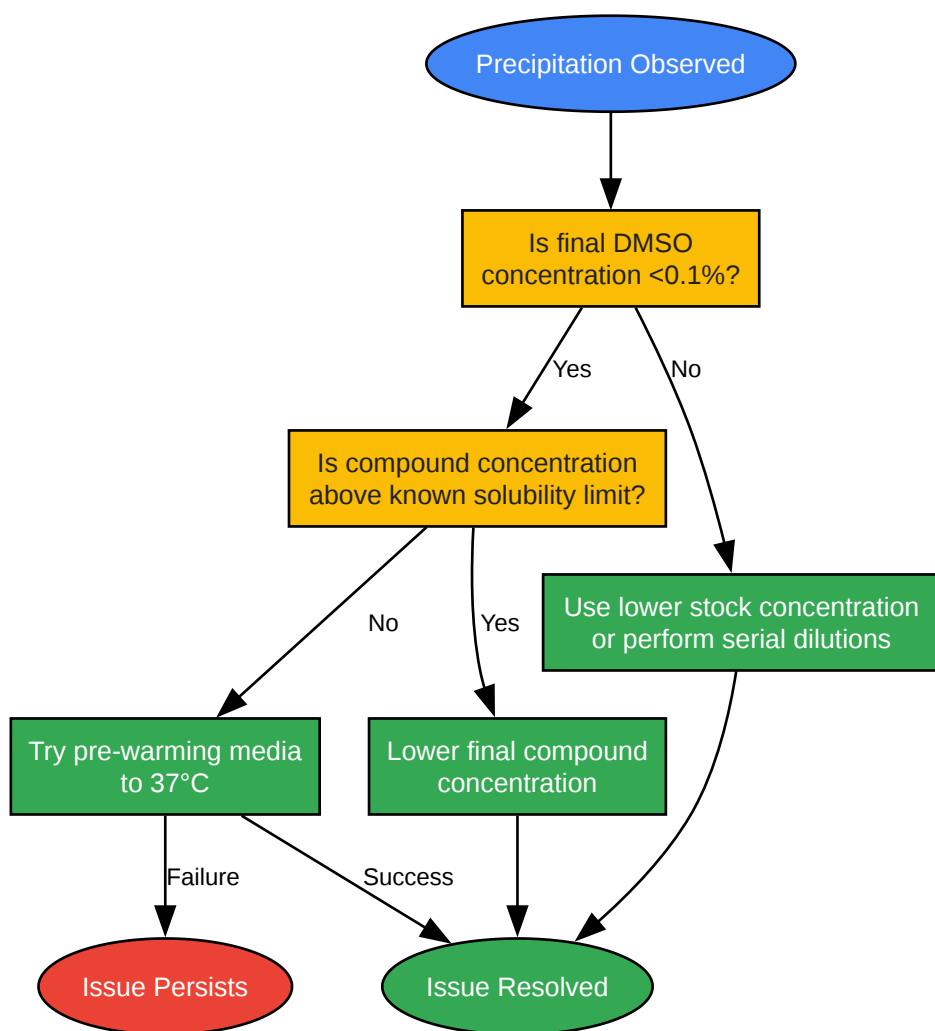 Precipitation Observed
Is final DMSO
concentration <0.1%?
Yes
No
Is compound concentration
above known solubility limit?
Use lower stock concentration
or perform serial dilutions
No
Yes
Try pre-warming media
to 37°C
Lower final compound
concentration
Failure
Success
Issue Persists
Issue Resolved